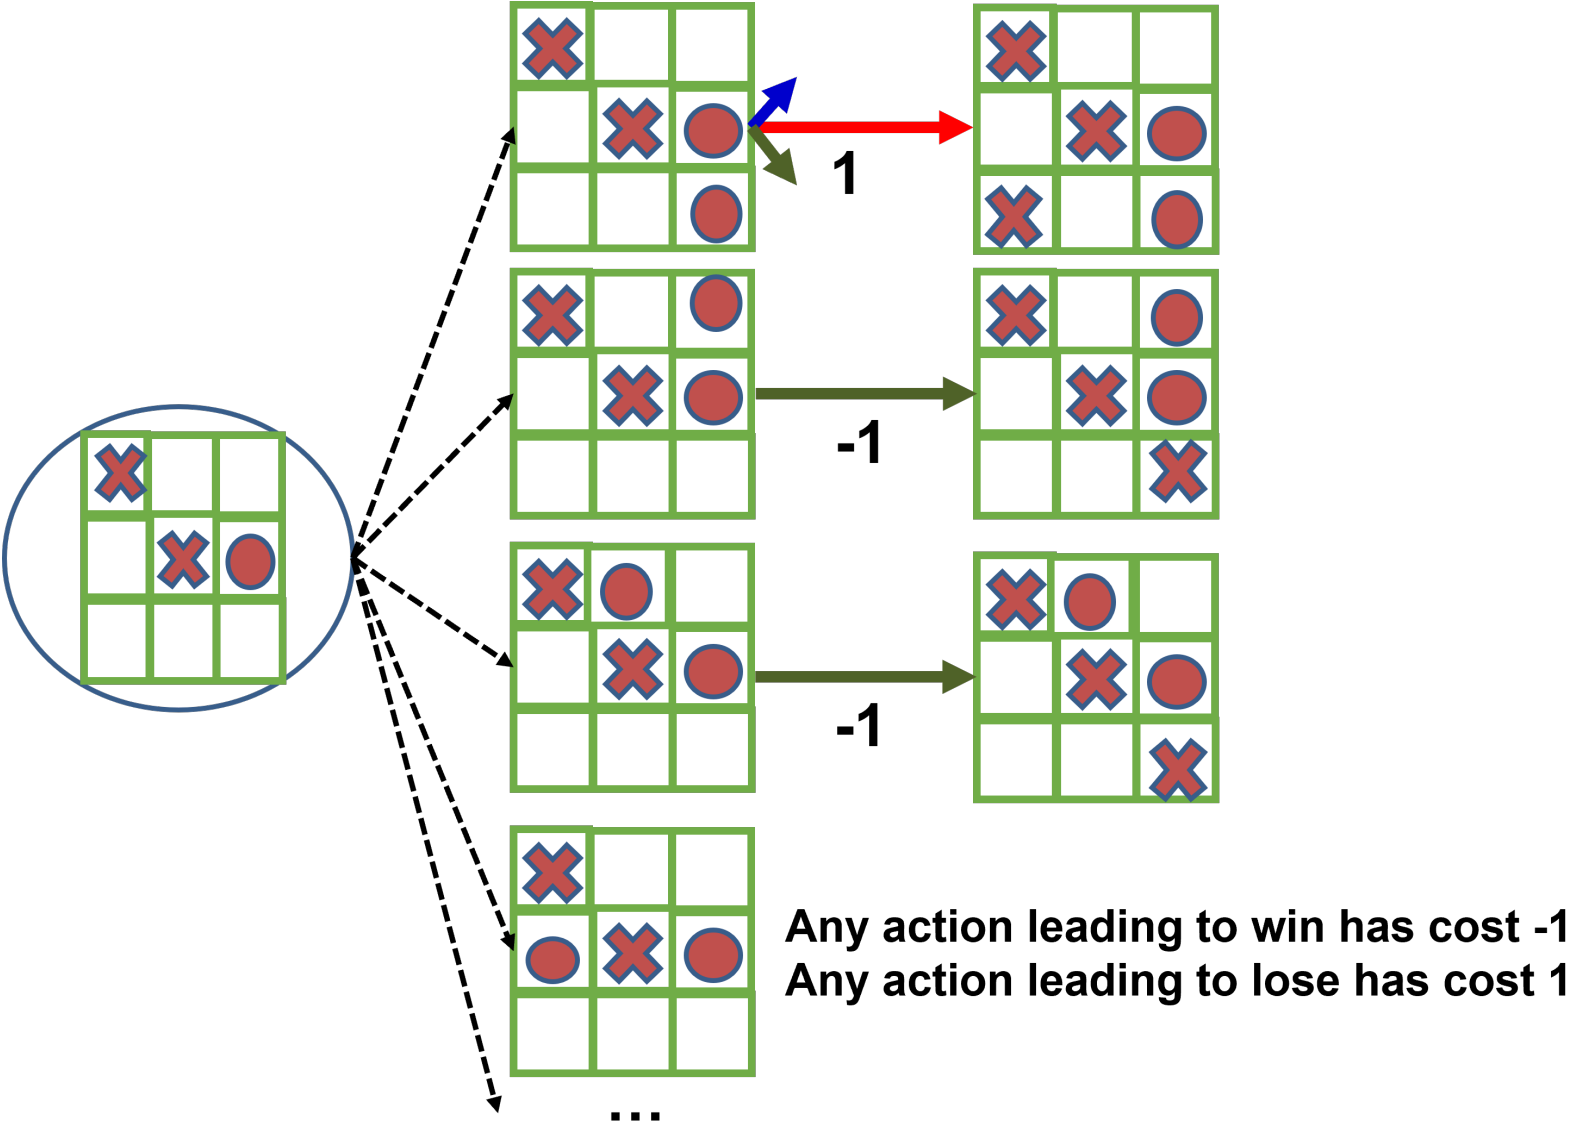 1
-1
-1
Any action leading to win has cost -1
Any action leading to lose has cost 1
...